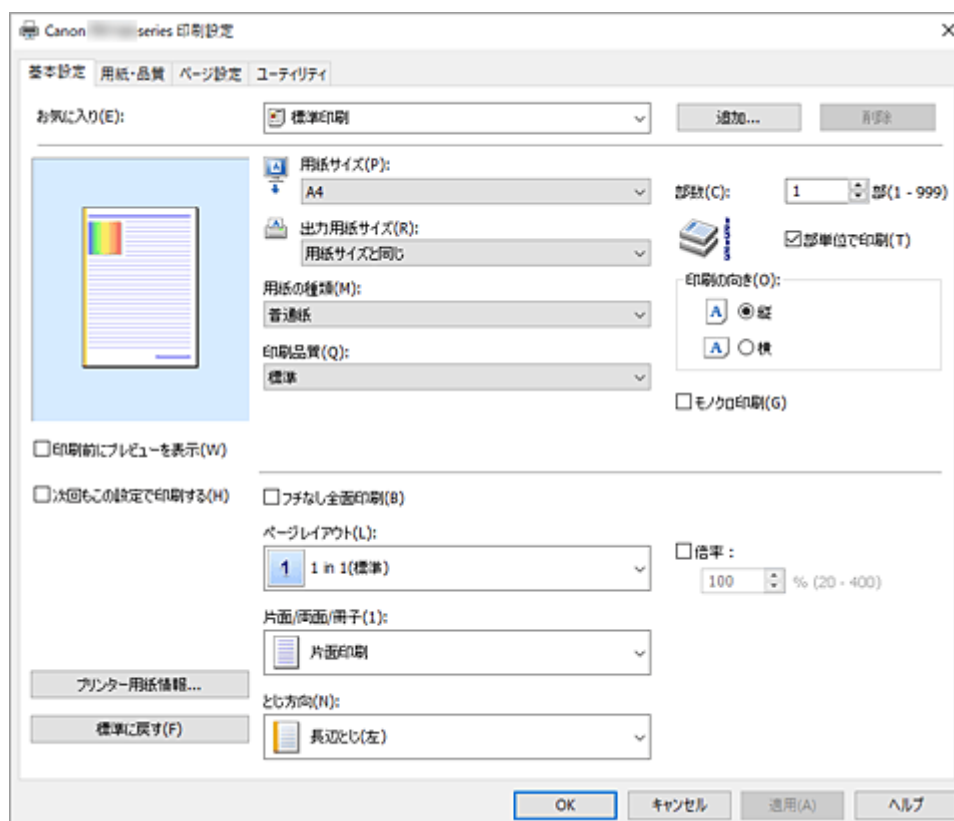 Canon series 印刷設定
基本設定 用紙・品質 ページ設定 ユーティリティ
お気に入り(E): 標準印刷 追加... 削除
用紙サイズ(P):
A4
部数(C): 1 部(1 - 999)
出力用紙サイズ(R):
用紙サイズと同じ
部単位で印刷(T)
用紙の種類(M):
普通紙
印刷の向き(O):
縦
横
印刷品質(Q):
標準
モノクロ印刷(G)
印刷前にプレビューを表示(W)
次回もこの設定で印刷する(H)
フチなし全面印刷(B)
ページレイアウト(L):
1 1 in 1(標準)
倍率：
100 % (20 - 400)
片面/両面/冊子(1):
片面印刷
プリンター用紙情報...
とじ方向(N):
標準に戻す(F)
長辺とじ(左)
OK キャンセル 適用(A) ヘルプ